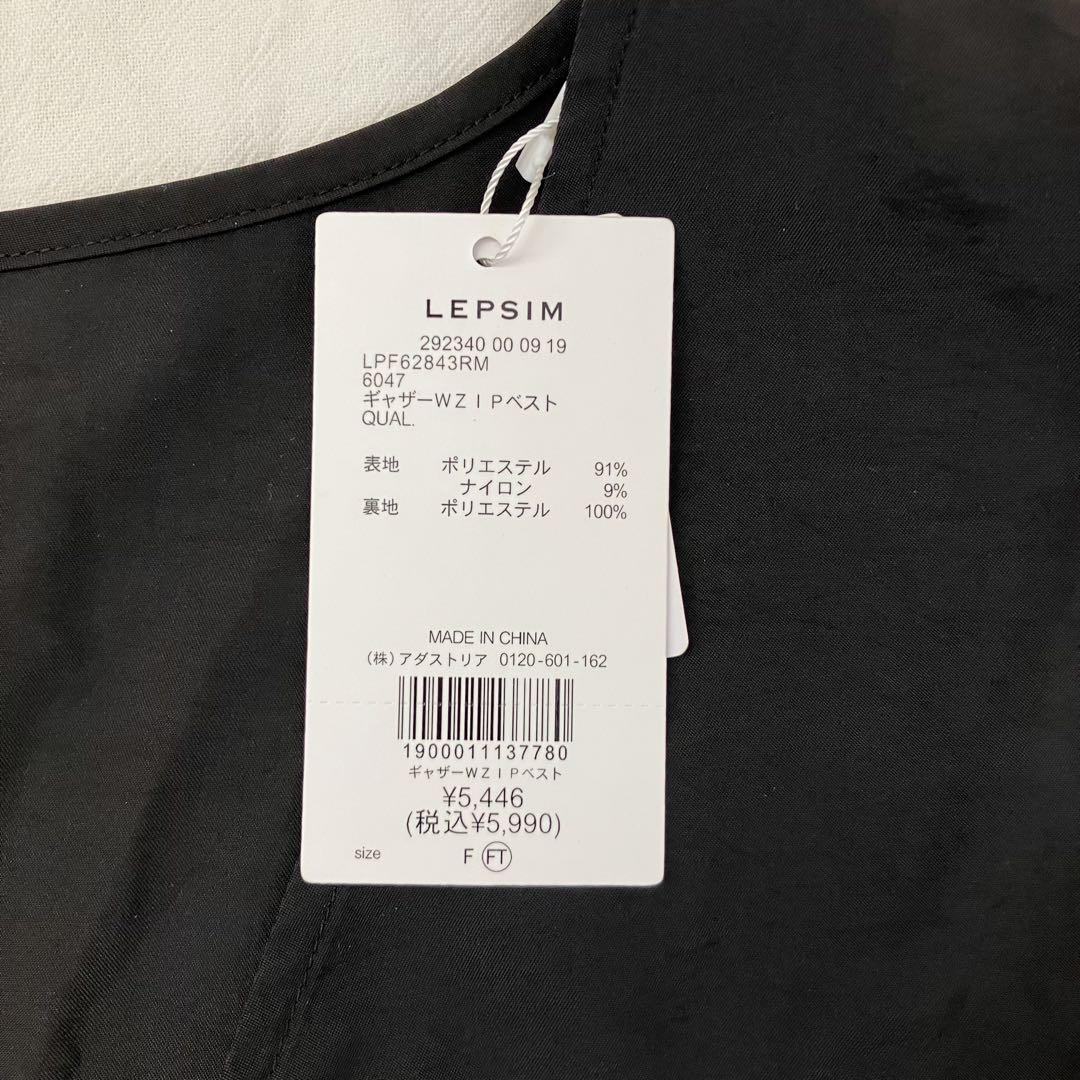 LEPSIM
292340 00 09 19
LPF62843RM
6047
ギャザーＷＺＩＰベスト
QUAL.
表地 ポリエステル 91%
ナイロン 9%
裏地 ポリエステル 100%
MADE IN CHINA
(株)アダストリア 0120-601-162
1900011137780
ギャザーＷＺＩＰベスト
¥5,446
(税込¥5,990)
size F FT